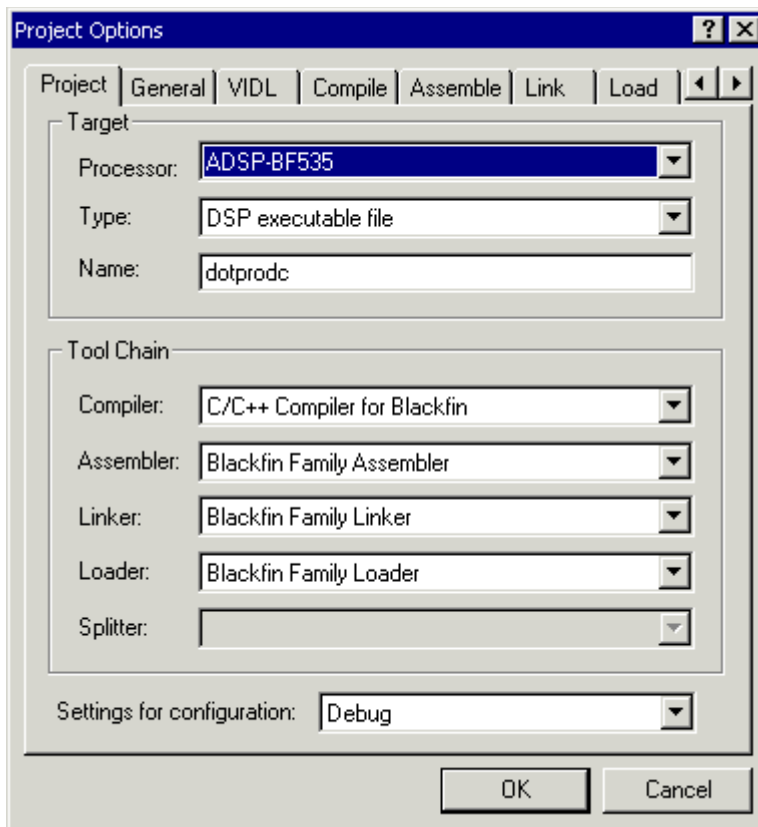 Project Options
Project General VIDL Compile Assemble Link Load
Target
Processor: ADSP-BF535
Type: DSP executable file
Name: dotprodc
Tool Chain
Compiler: C/C++ Compiler for Blackfin
Assembler: Blackfin Family Assembler
Linker: Blackfin Family Linker
Loader: Blackfin Family Loader
Splitter:
Settings for configuration: Debug
OK Cancel